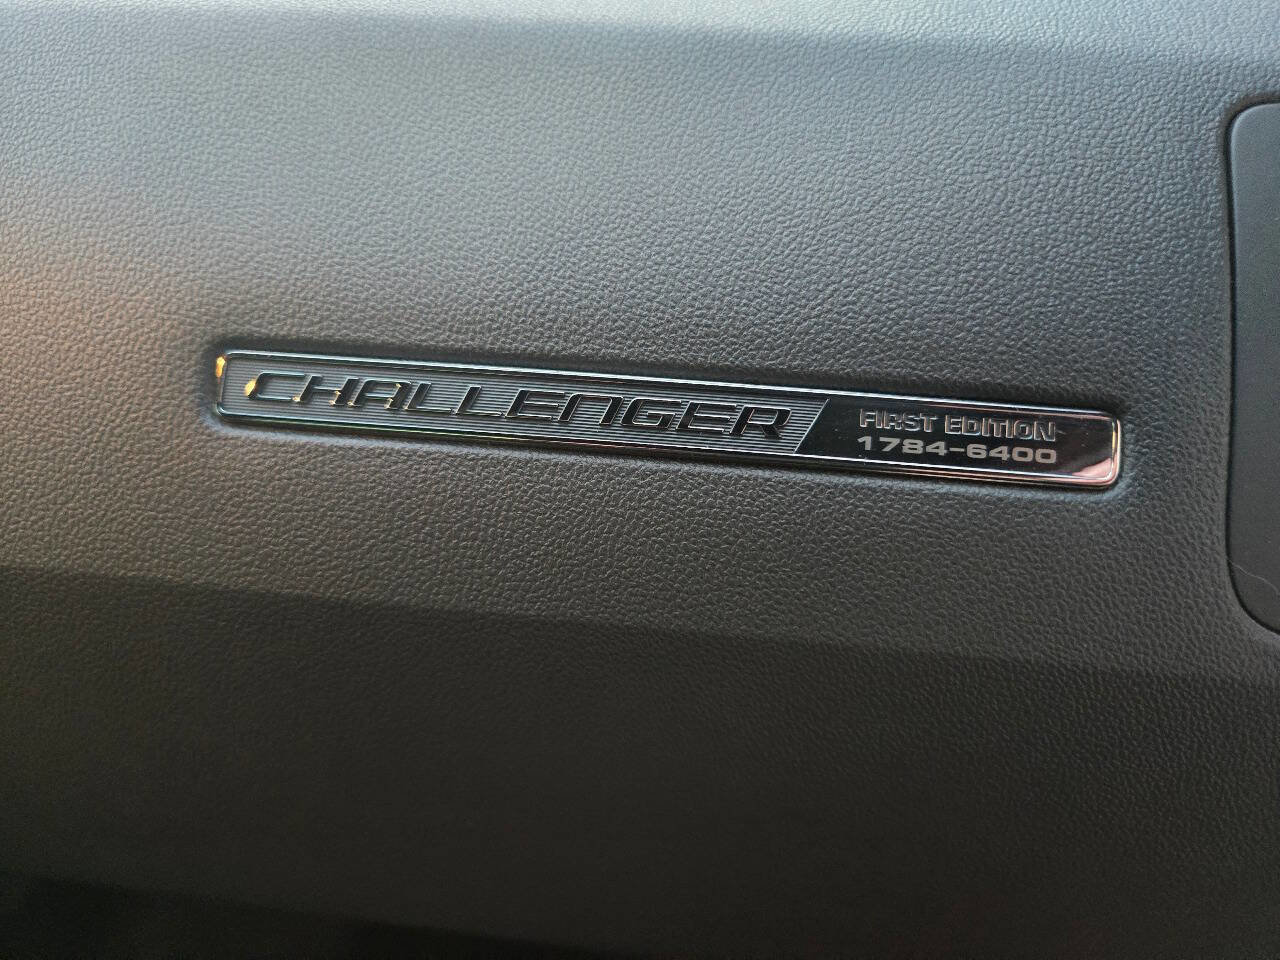 CHALLENGER
FIRST EDITION
1784-6400